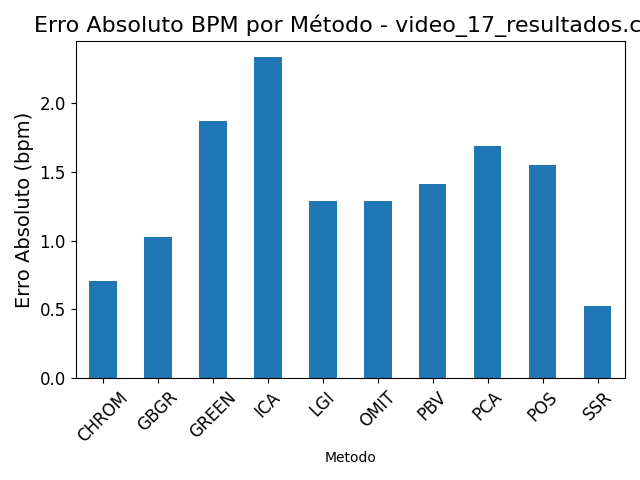 Erro Absoluto BPM por Método - video_17_resultados.c
Erro Absoluto (bpm)
2.0
1.5
1.0
0.5
0.0
CHROM
GBGR
GREEN
ICA
LGI
OMIT
PBV
PCA
POS
SSR
Metodo